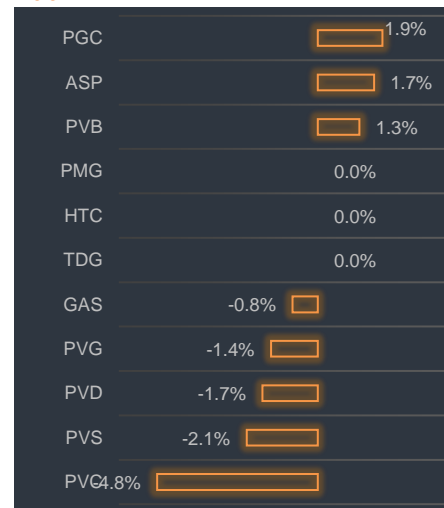 PGC 1.9%
ASP 1.7%
PVB 1.3%
PMG 0.0%
HTC 0.0%
TDG 0.0%
GAS -0.8%
PVG -1.4%
PVD -1.7%
PVS -2.1%
PVC -4.8%